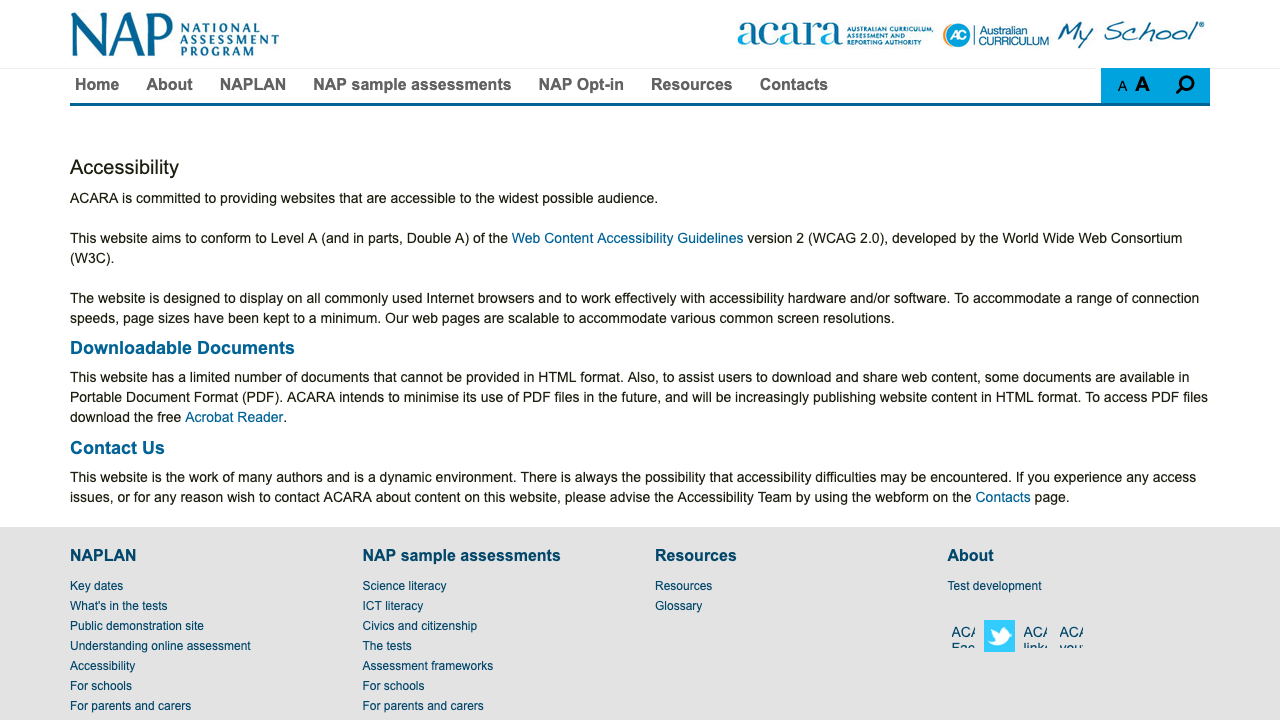 NAP NATIONAL
ASSESSMENT
PROGRAM
acara AUSTRALIAN CURRICULUM,
ASSESSMENT AND
REPORTING AUTHORITY
AC Australian
CURRICULUM
My School®
Home About NAPLAN NAP sample assessments NAP Opt-in Resources Contacts
A A
Accessibility
ACARA is committed to providing websites that are accessible to the widest possible audience.
This website aims to conform to Level A (and in parts, Double A) of the Web Content Accessibility Guidelines version 2 (WCAG 2.0), developed by the World Wide Web Consortium
(W3C).
The website is designed to display on all commonly used Internet browsers and to work effectively with accessibility hardware and/or software. To accommodate a range of connection
speeds, page sizes have been kept to a minimum. Our web pages are scalable to accommodate various common screen resolutions.
Downloadable Documents
This website has a limited number of documents that cannot be provided in HTML format. Also, to assist users to download and share web content, some documents are available in
Portable Document Format (PDF). ACARA intends to minimise its use of PDF files in the future, and will be increasingly publishing website content in HTML format. To access PDF files
download the free Acrobat Reader.
Contact Us
This website is the work of many authors and is a dynamic environment. There is always the possibility that accessibility difficulties may be encountered. If you experience any access
issues, or for any reason wish to contact ACARA about content on this website, please advise the Accessibility Team by using the webform on the Contacts page.
NAPLAN
Key dates
What's in the tests
Public demonstration site
Understanding online assessment
Accessibility
For schools
For parents and carers
NAP sample assessments
Science literacy
ICT literacy
Civics and citizenship
The tests
Assessment frameworks
For schools
For parents and carers
Resources
Resources
Glossary
About
Test development